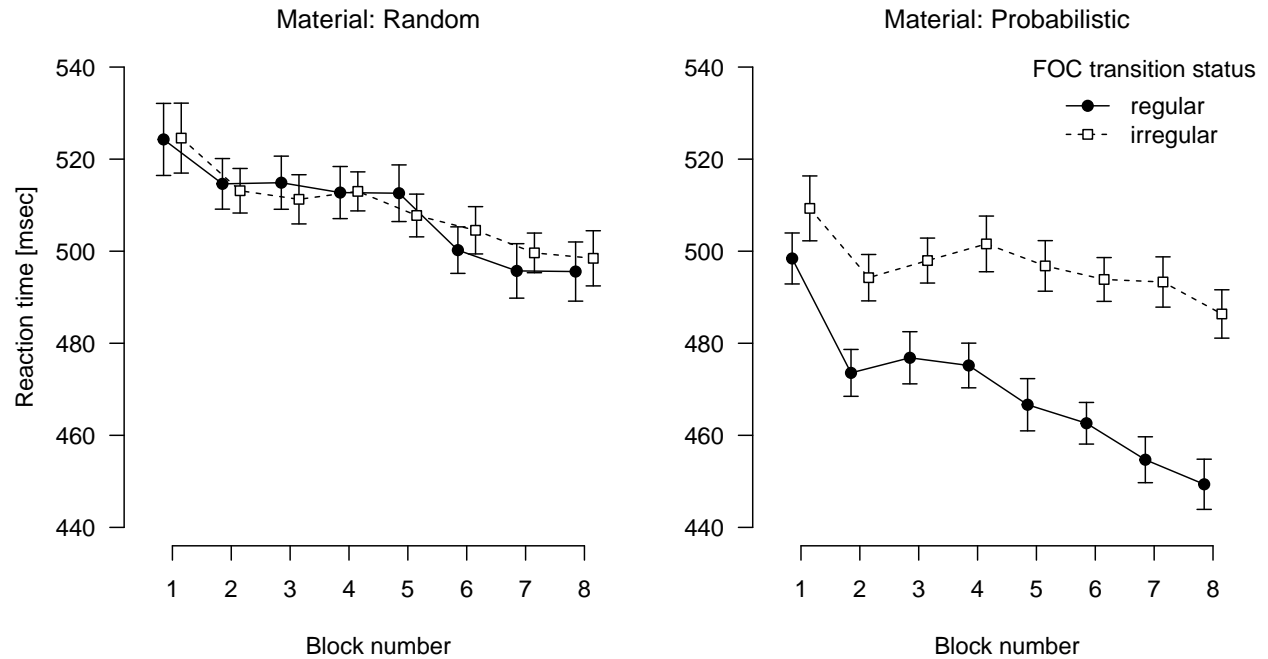 Material: Random
Material: Probabilistic
540
520
500
480
460
440
Reaction time [msec]
1 2 3 4 5 6 7 8
Block number
540
520
500
480
460
440
FOC transition status
regular
irregular
1 2 3 4 5 6 7 8
Block number